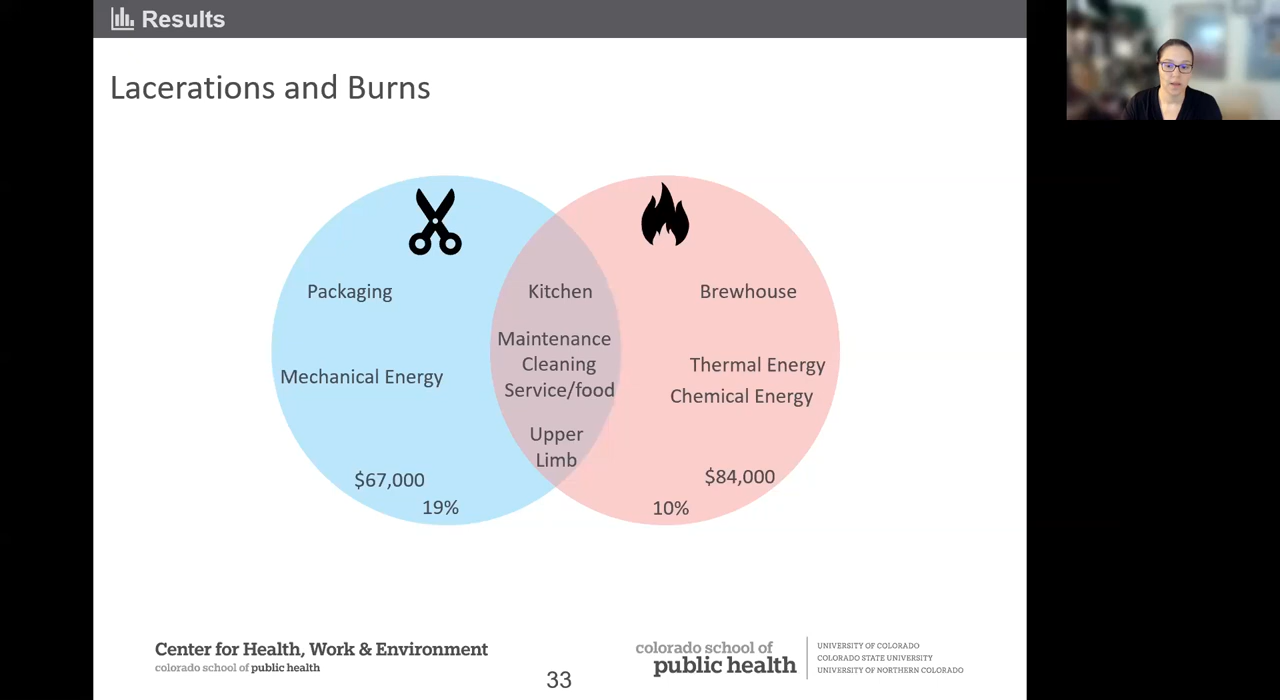 Results
Lacerations and Burns
Packaging
Kitchen
Brewhouse
Mechanical Energy
Maintenance
Cleaning
Service/food
Thermal Energy
Chemical Energy
Upper
Limb
$67,000
19%
$84,000
10%
Center for Health, Work & Environment
colorado school of public health
33
colorado school of
public health
UNIVERSITY OF COLORADO
COLORADO STATE UNIVERSITY
UNIVERSITY OF NORTHERN COLORADO